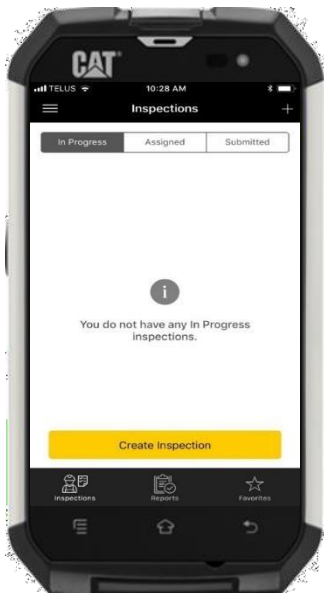 CAT
TELUS 10:28 AM
Inspections +
In Progress Assigned Submitted
i
You do not have any In Progress
inspections.
Create Inspection
Inspections Reports Favorites